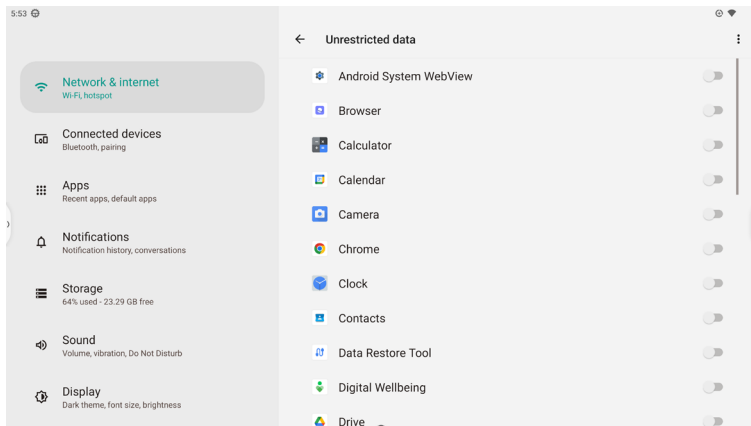 5:53
Network & internet
Wi-Fi, hotspot
Connected devices
Bluetooth, pairing
Apps
Recent apps, default apps
Notifications
Notification history, conversations
Storage
64% used - 23.29 GB free
Sound
Volume, vibration, Do Not Disturb
Display
Dark theme, font size, brightness
Unrestricted data
Android System WebView
Browser
Calculator
Calendar
Camera
Chrome
Clock
Contacts
Data Restore Tool
Digital Wellbeing
Drive